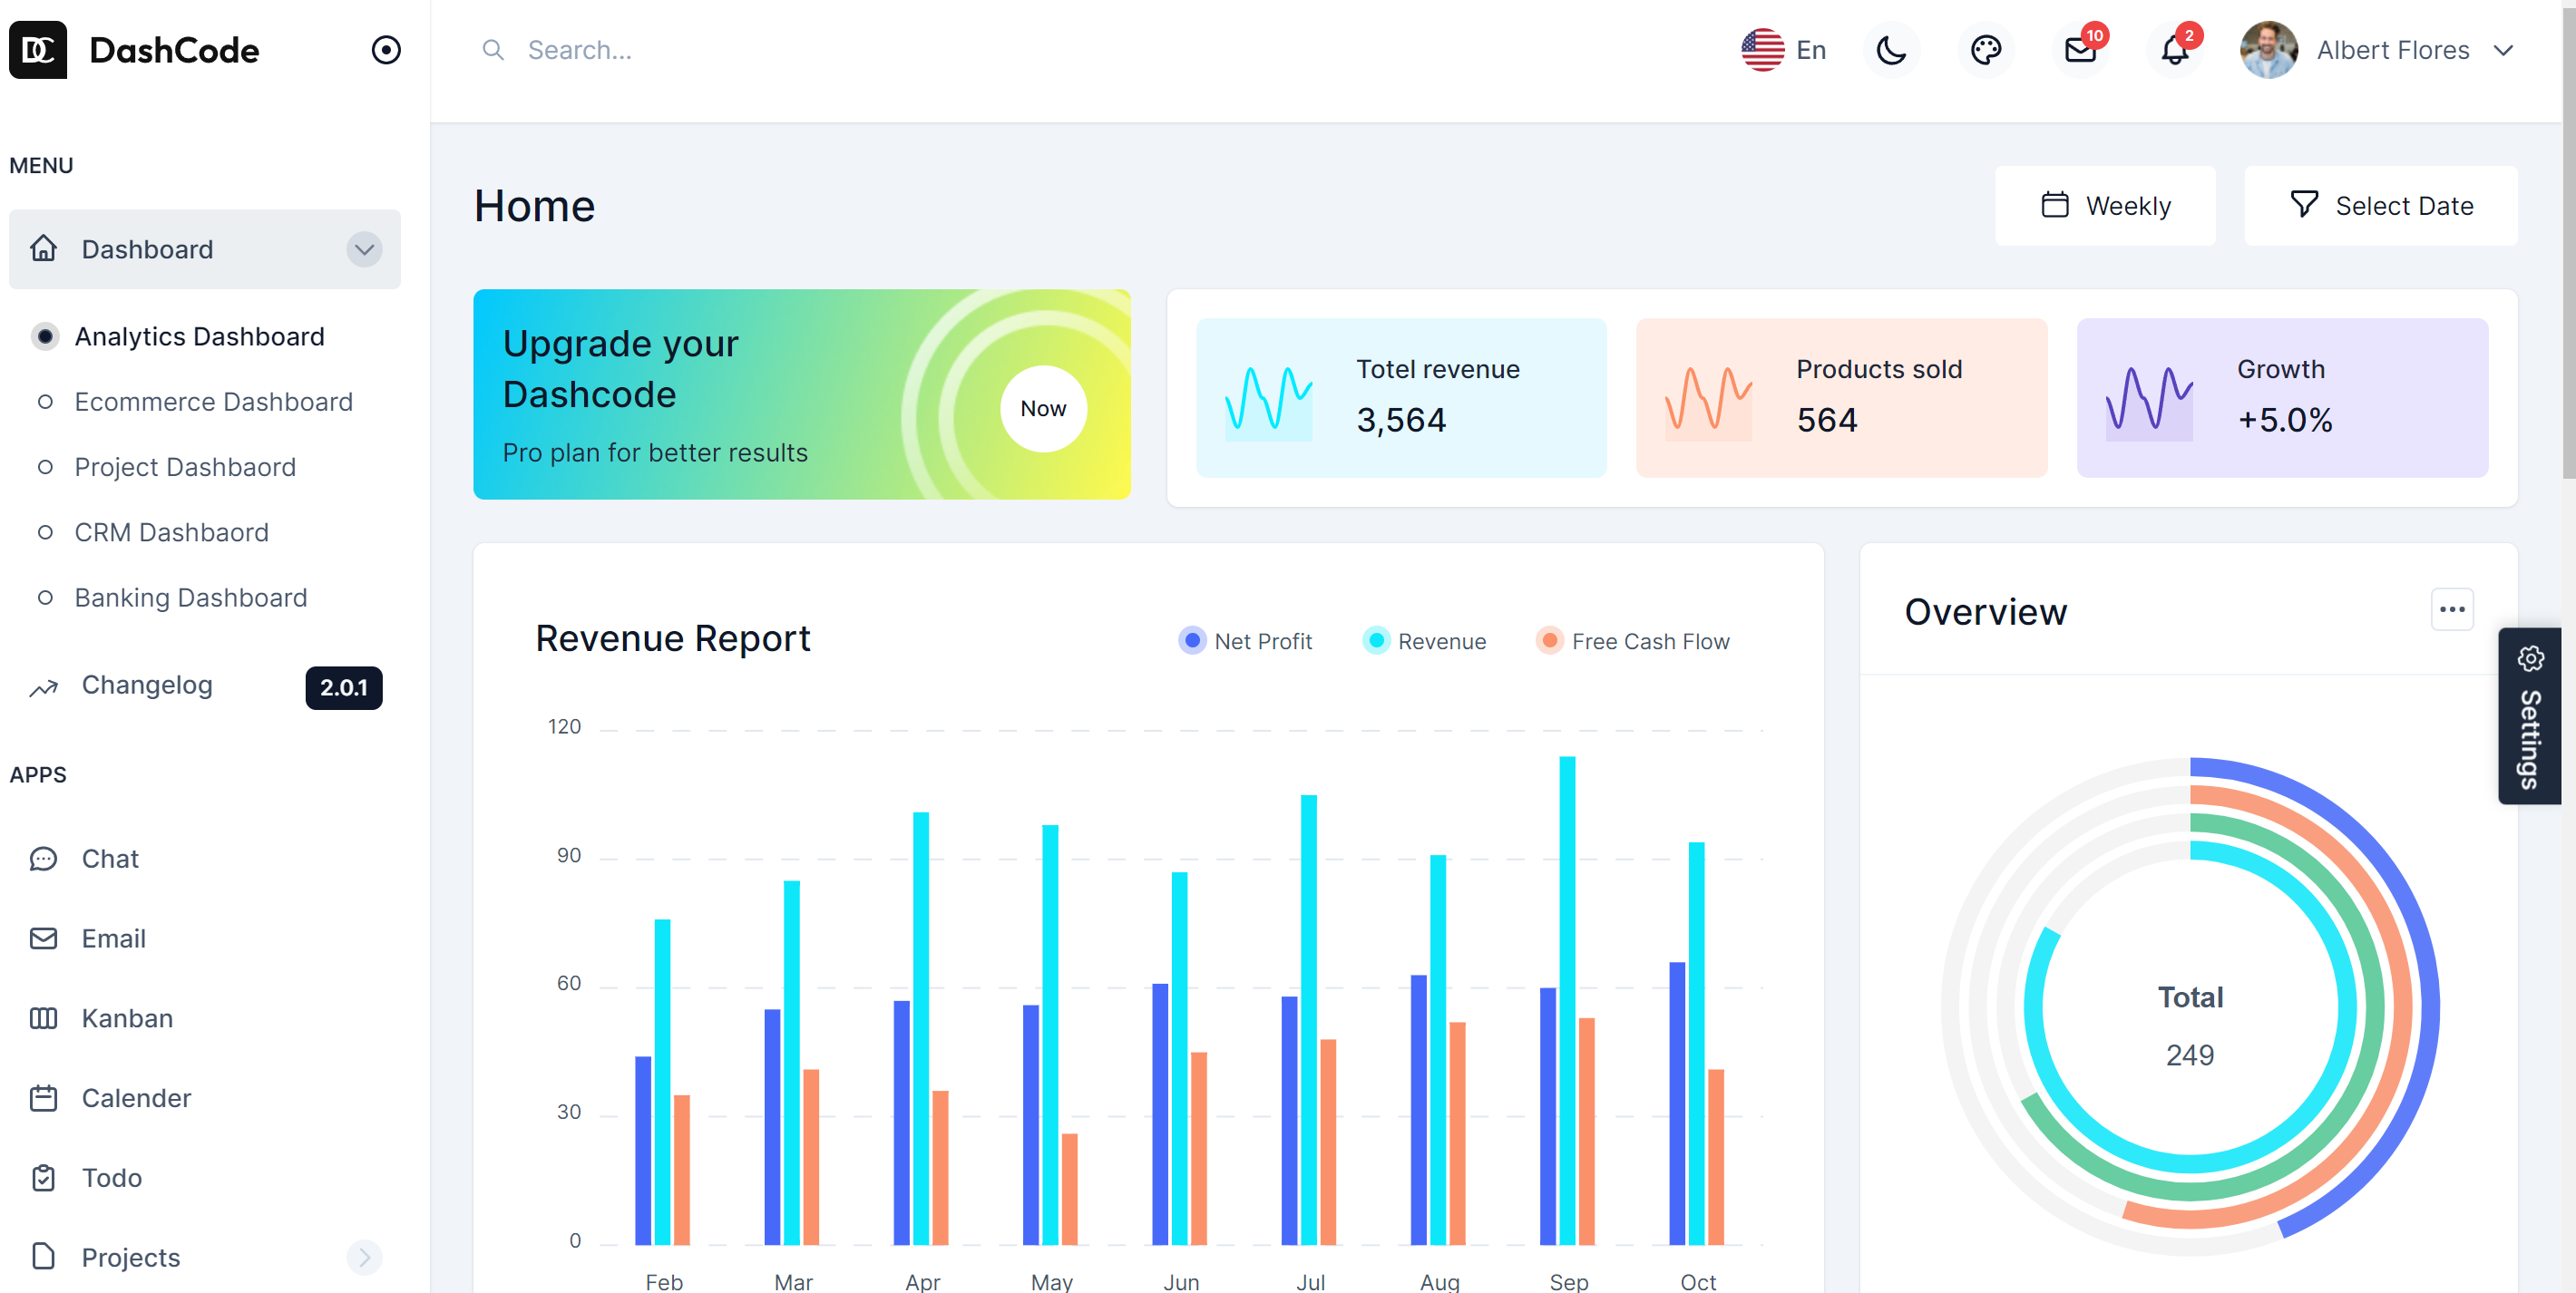 DC DashCode
Search...
En
10
2
Albert Flores
MENU
Dashboard
Analytics Dashboard
Ecommerce Dashboard
Project Dashbaord
CRM Dashbaord
Banking Dashboard
Changelog 2.0.1
APPS
Chat
Email
Kanban
Calender
Todo
Projects
Home
Weekly
Select Date
Upgrade your
Dashcode
Pro plan for better results
Now
Totel revenue
3,564
Products sold
564
Growth
+5.0%
Revenue Report
Net Profit Revenue Free Cash Flow
120
90
60
30
0
Feb Mar Apr May Jun Jul Aug Sep Oct
Overview
Total
249
Settings